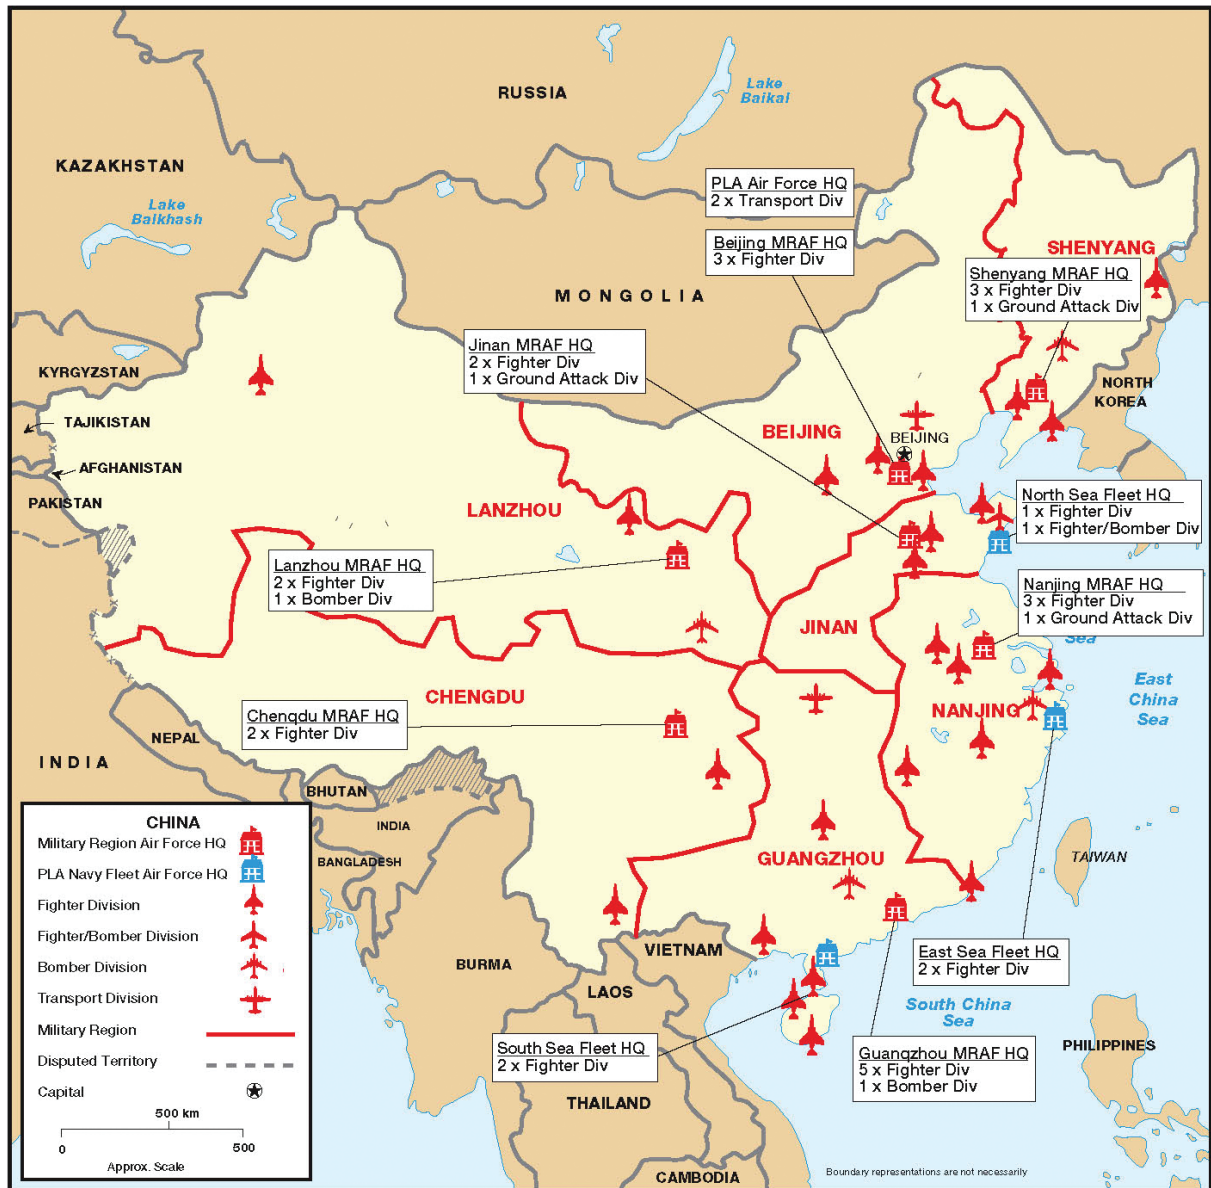 RUSSIA
Lake
Baikai
KAZAKHSTAN
Lake
Baikhash
PLA Air Force HQ
2 x Transport Div
Beijing MRAF HQ
3 x Fighter Div
SHENYANG
Shenyang MRAF HQ
3 x Fighter Div
1 x Ground Attack Div
MONGOLIA
Jinan MRAF HQ
2 x Fighter Div
1 x Ground Attack Div
KYRGYZSTAN
NORTH
KOREA
TAJIKISTAN
BEIJING
BEIJING
AFGHANISTAN
PAKISTAN
LANZHOU
North Sea Fleet HQ
1 x Fighter Div
1 x Fighter/Bomber Div
Lanzhou MRAF HQ
2 x Fighter Div
1 x Bomber Div
Nanjing MRAF HQ
3 x Fighter Div
1 x Ground Attack Div
JINAN
Sea
CHENGDU
East
China
Sea
Chenqdu MRAF HQ
2 x Fighter Div
NANJING
NEPAL
INDIA
BHUTAN
INDIA
BANGLADESH
GUANGZHOU
TAIWAN
VIETNAM
BURMA
LAOS
East Sea Fleet HQ
2 x Fighter Div
South China
Sea
South Sea Fleet HQ
2 x Fighter Div
Guanqzhou MRAF HQ
5 x Fighter Div
1 x Bomber Div
PHILIPPINES
THAILAND
CAMBODIA
CHINA
Military Region Air Force HQ
PLA Navy Fleet Air Force HQ
Fighter Division
Fighter/Bomber Division
Bomber Division
Transport Division
Military Region
Disputed Territory
Capital
500 km
0
500
Approx. Scale
Boundary representations are not necessarily